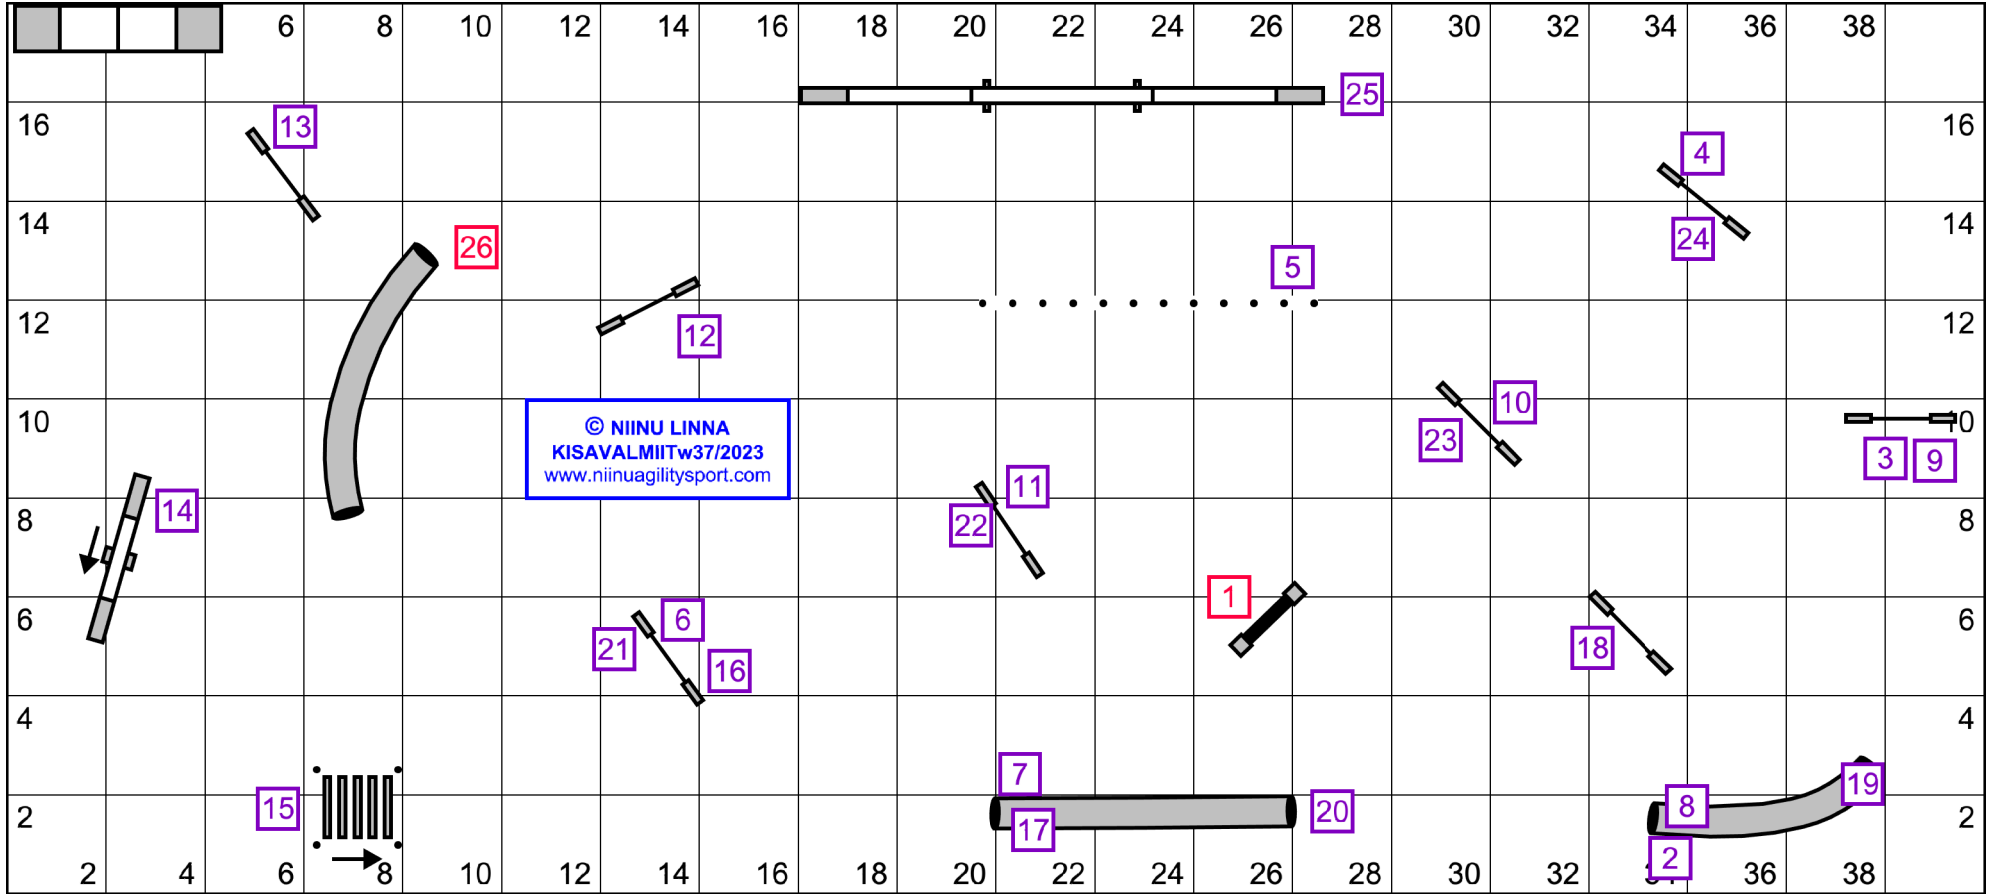 6 8 10 12 14 16 18 20 22 24 26 28 30 32 34 36 38
25
16 13 4 16
14 26 5 24 14
12 12 12
10 © NIINU LINNA 23 10 10
KISAVALMIITw37/2023
www.niinuagilitysport.com
3 9
8 14 22 11 8
6 21 6 16 1 18 6
4 4
2 15 7 17 20 8 19 2
2
2 4 6 8 10 12 14 16 18 20 22 24 26 28 30 32 34 36 38